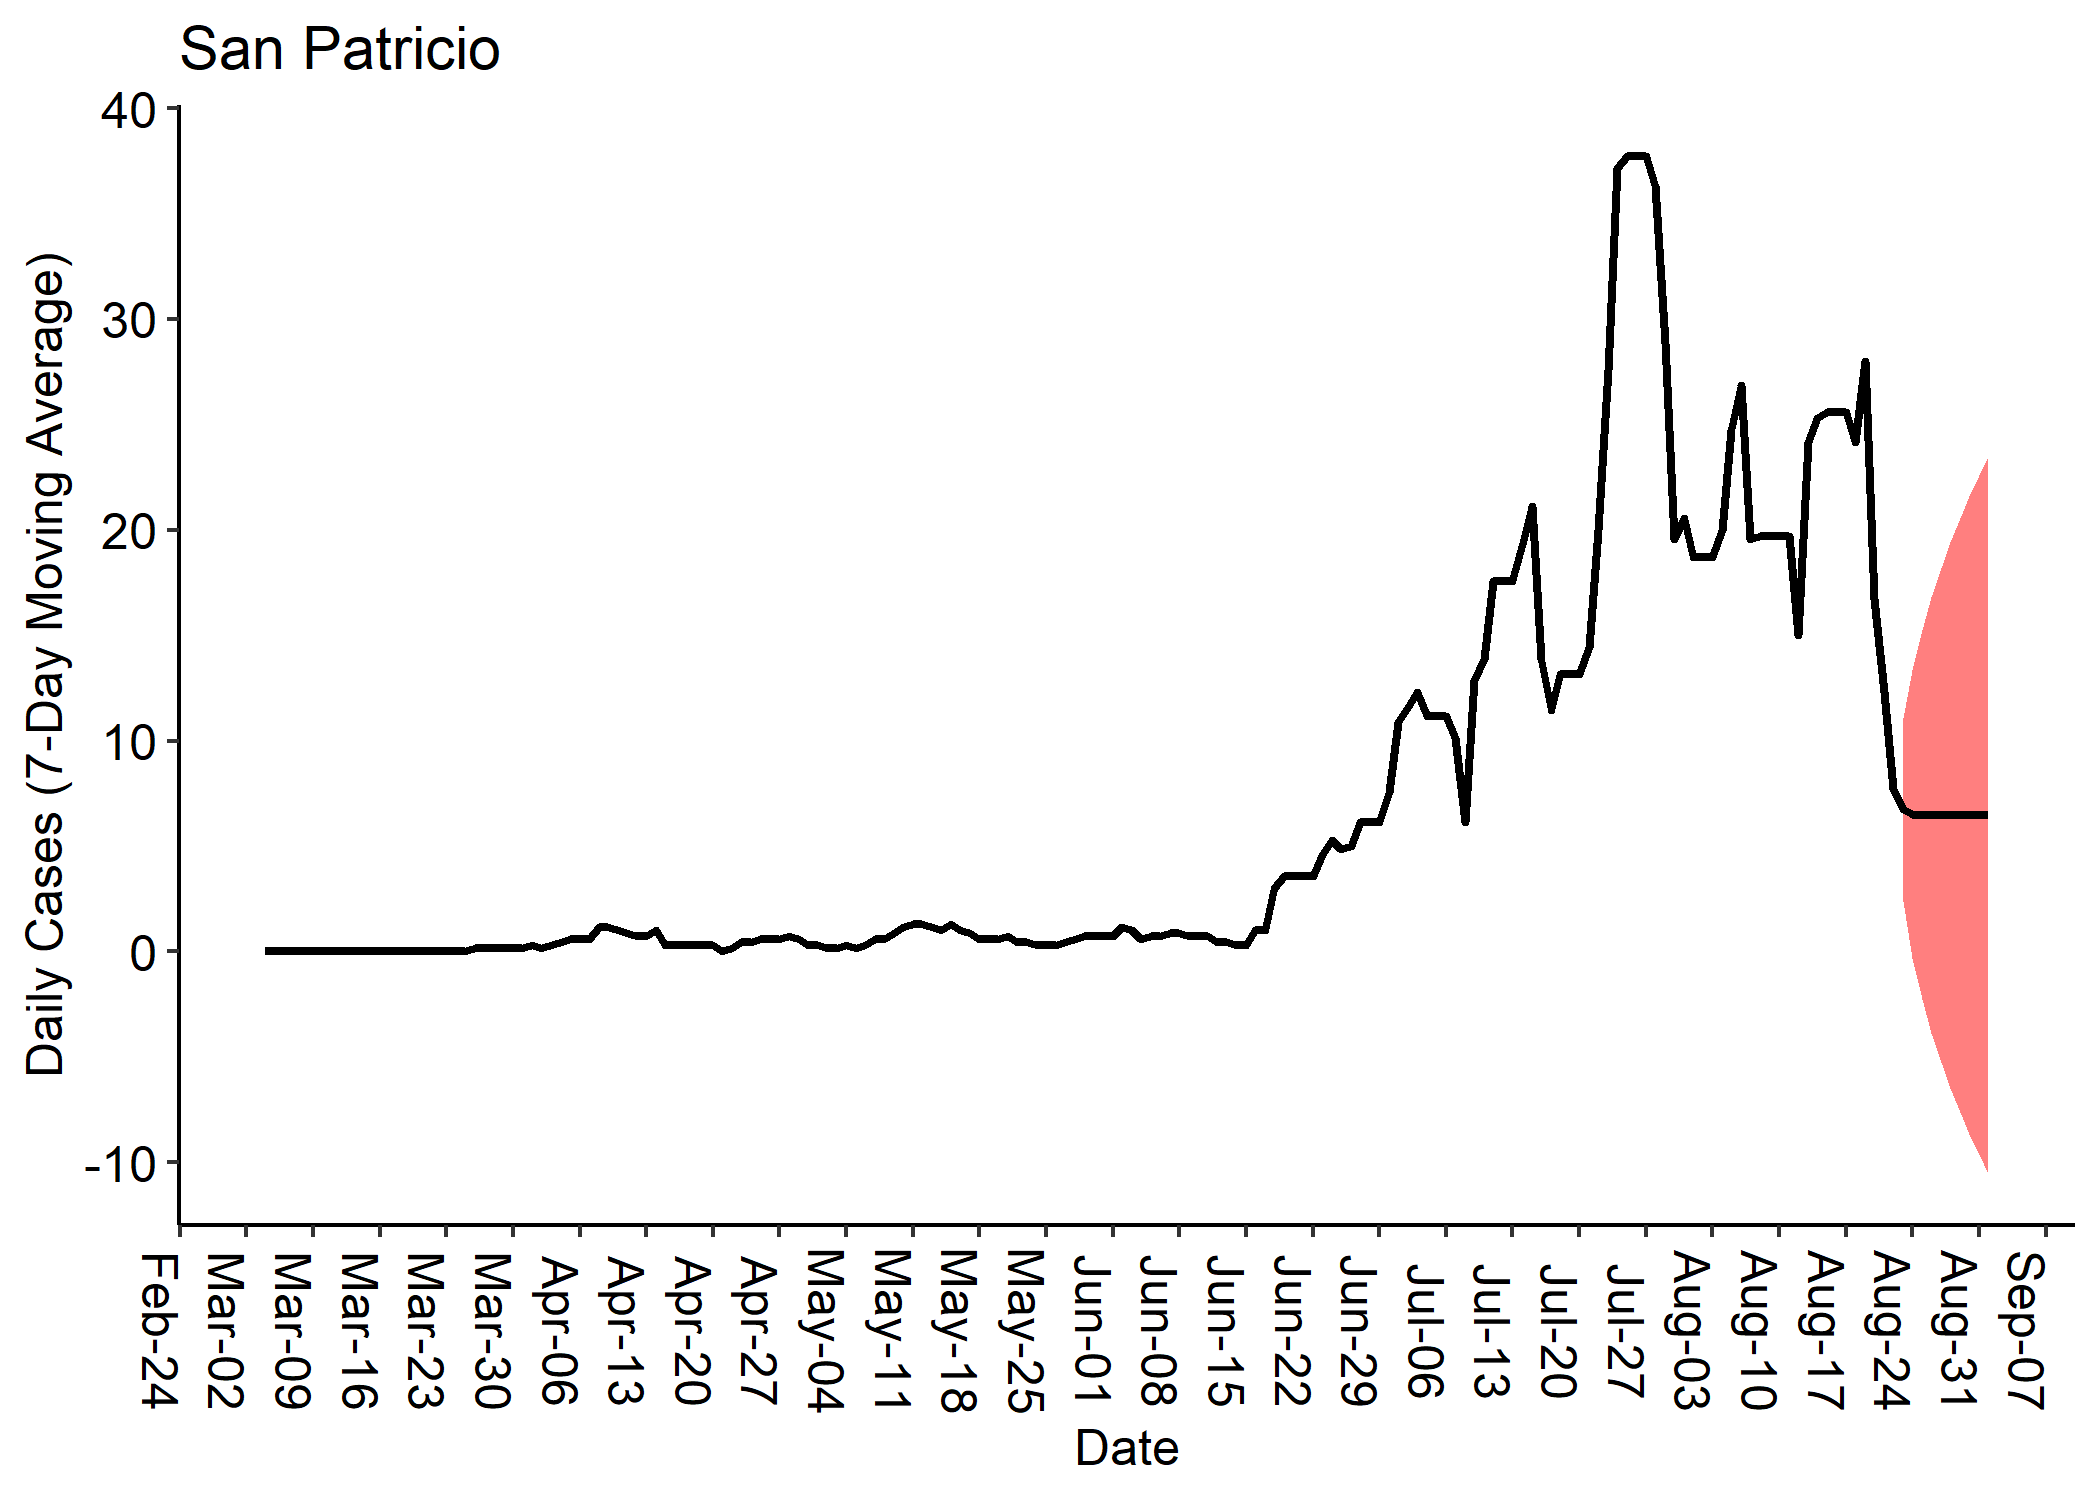 San Patricio
Daily Cases (7-Day Moving Average)
40
30
20
10
0
-10
Feb-24
Mar-02
Mar-09
Mar-16
Mar-23
Mar-30
Apr-06
Apr-13
Apr-20
Apr-27
May-04
May-11
May-18
May-25
Jun-01
Jun-08
Jun-15
Jun-22
Jun-29
Jul-06
Jul-13
Jul-20
Jul-27
Aug-03
Aug-10
Aug-17
Aug-24
Aug-31
Sep-07
Date